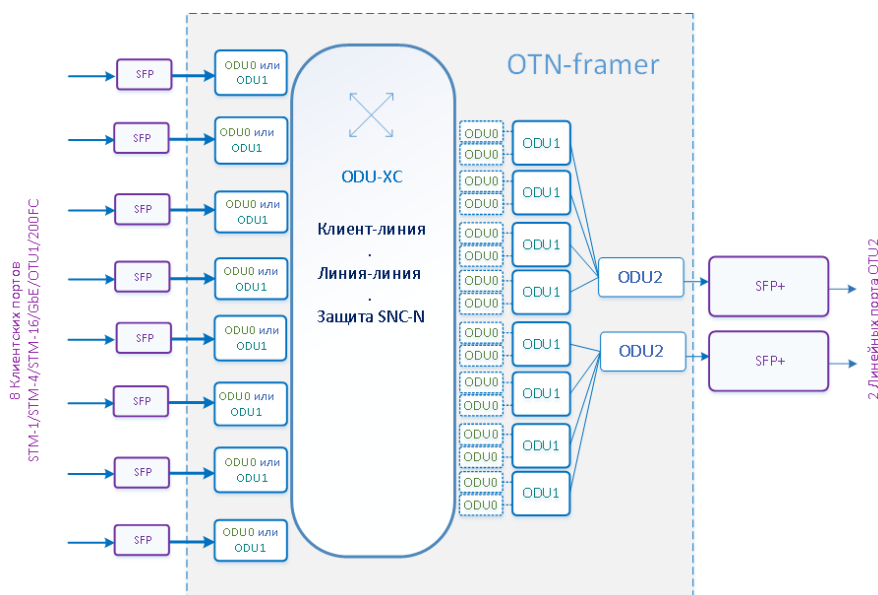 OTN-framer
8 Клиентских портов
STM-1/STM-4/STM-16/GbE/OTU1/200FC
SFP
ODU0 или
ODU1
SFP
ODU0 или
ODU1
SFP
ODU0 или
ODU1
SFP
ODU0 или
ODU1
SFP
ODU0 или
ODU1
SFP
ODU0 или
ODU1
SFP
ODU0 или
ODU1
SFP
ODU0 или
ODU1
ODU-XC
Клиент-линия
.
Линия-линия
.
Защита SNC-N
ODU0
ODU0
ODU1
ODU0
ODU0
ODU1
ODU0
ODU0
ODU1
ODU0
ODU0
ODU1
ODU0
ODU0
ODU1
ODU0
ODU0
ODU1
ODU0
ODU0
ODU1
ODU0
ODU0
ODU1
ODU2
ODU2
SFP+
SFP+
2 Линейных порта OTU2